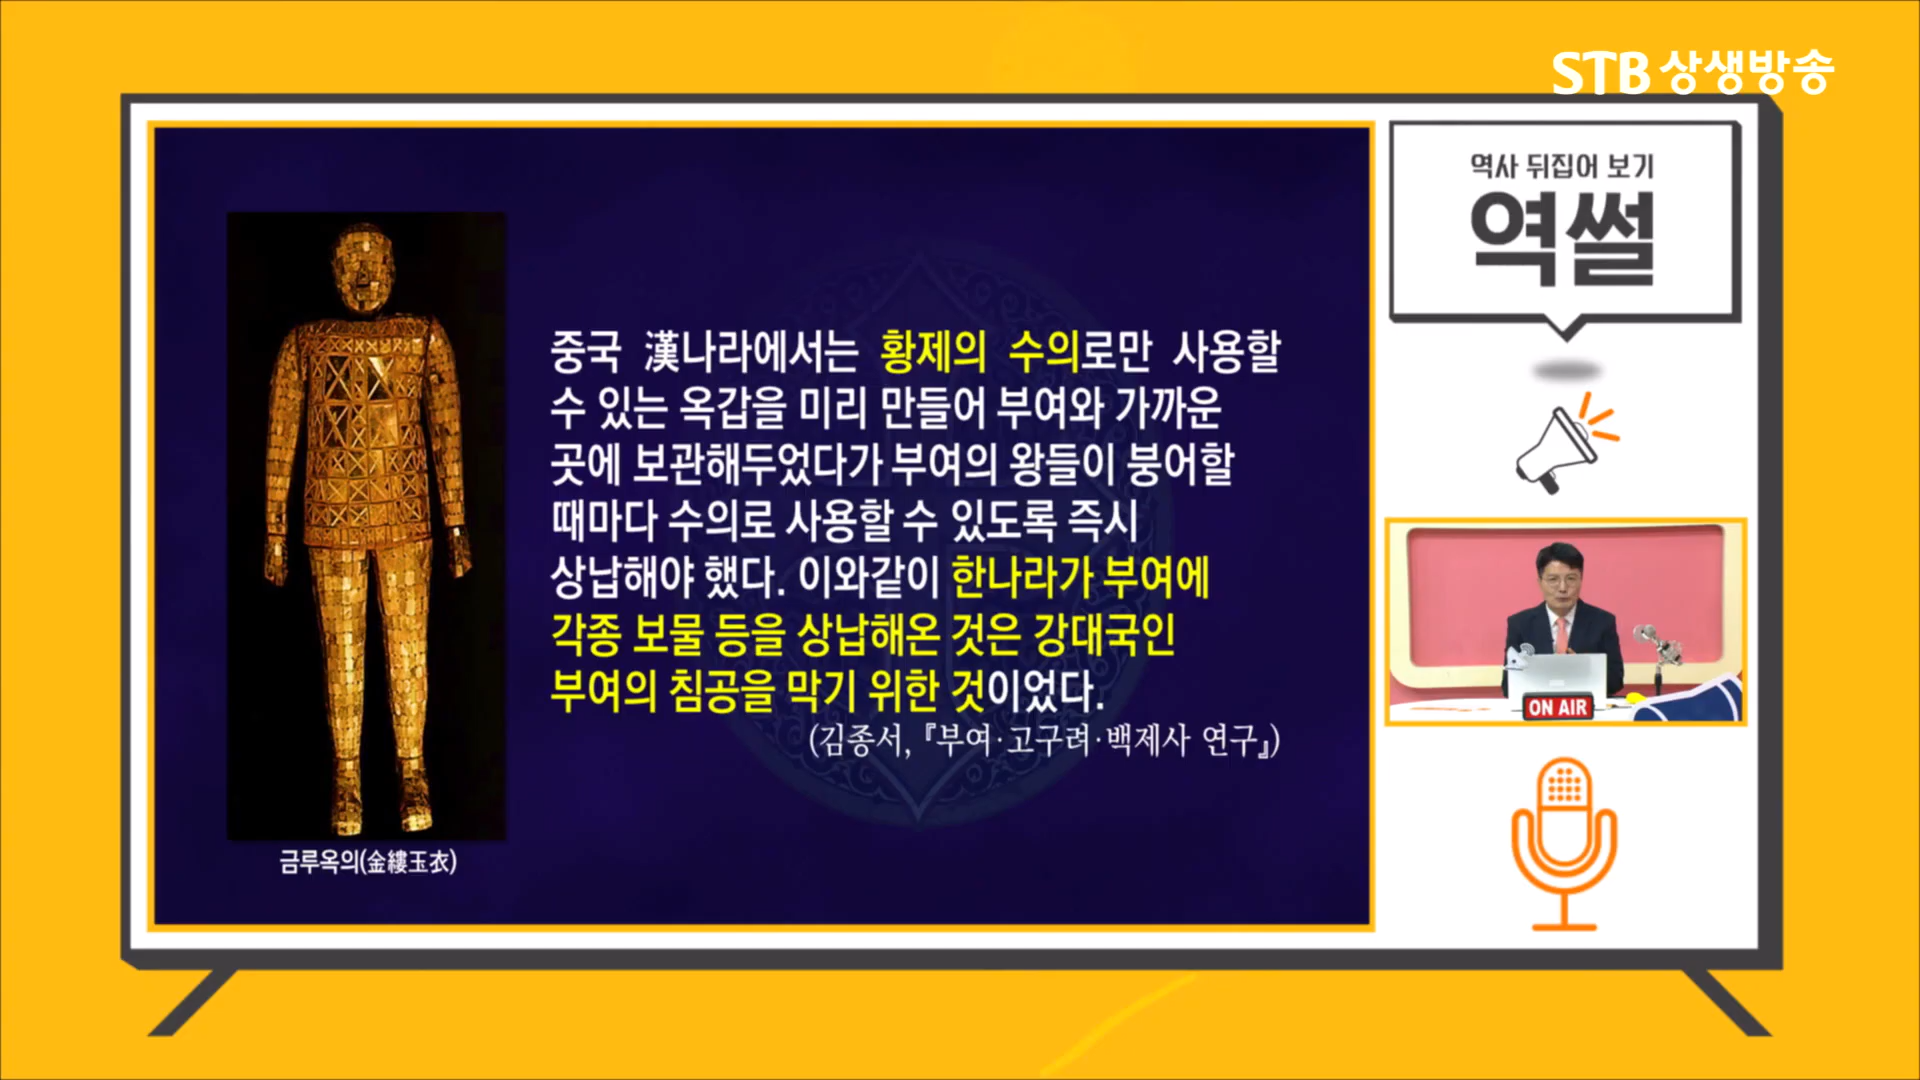 STB 상생방송
역사 뒤집어 보기
역썰
중국 漢나라에서는 황제의 수의로만 사용할
수 있는 옥갑을 미리 만들어 부여와 가까운
곳에 보관해두었다가 부여의 왕들이 붕어할
때마다 수의로 사용할 수 있도록 즉시
상납해야 했다. 이와같이 한나라가 부여에
각종 보물 등을 상납해온 것은 강대국인
부여의 침공을 막기 위한 것이었다.
(김종서, 『부여·고구려·백제사 연구』)
금루옥의(金縷玉衣)
ON AIR